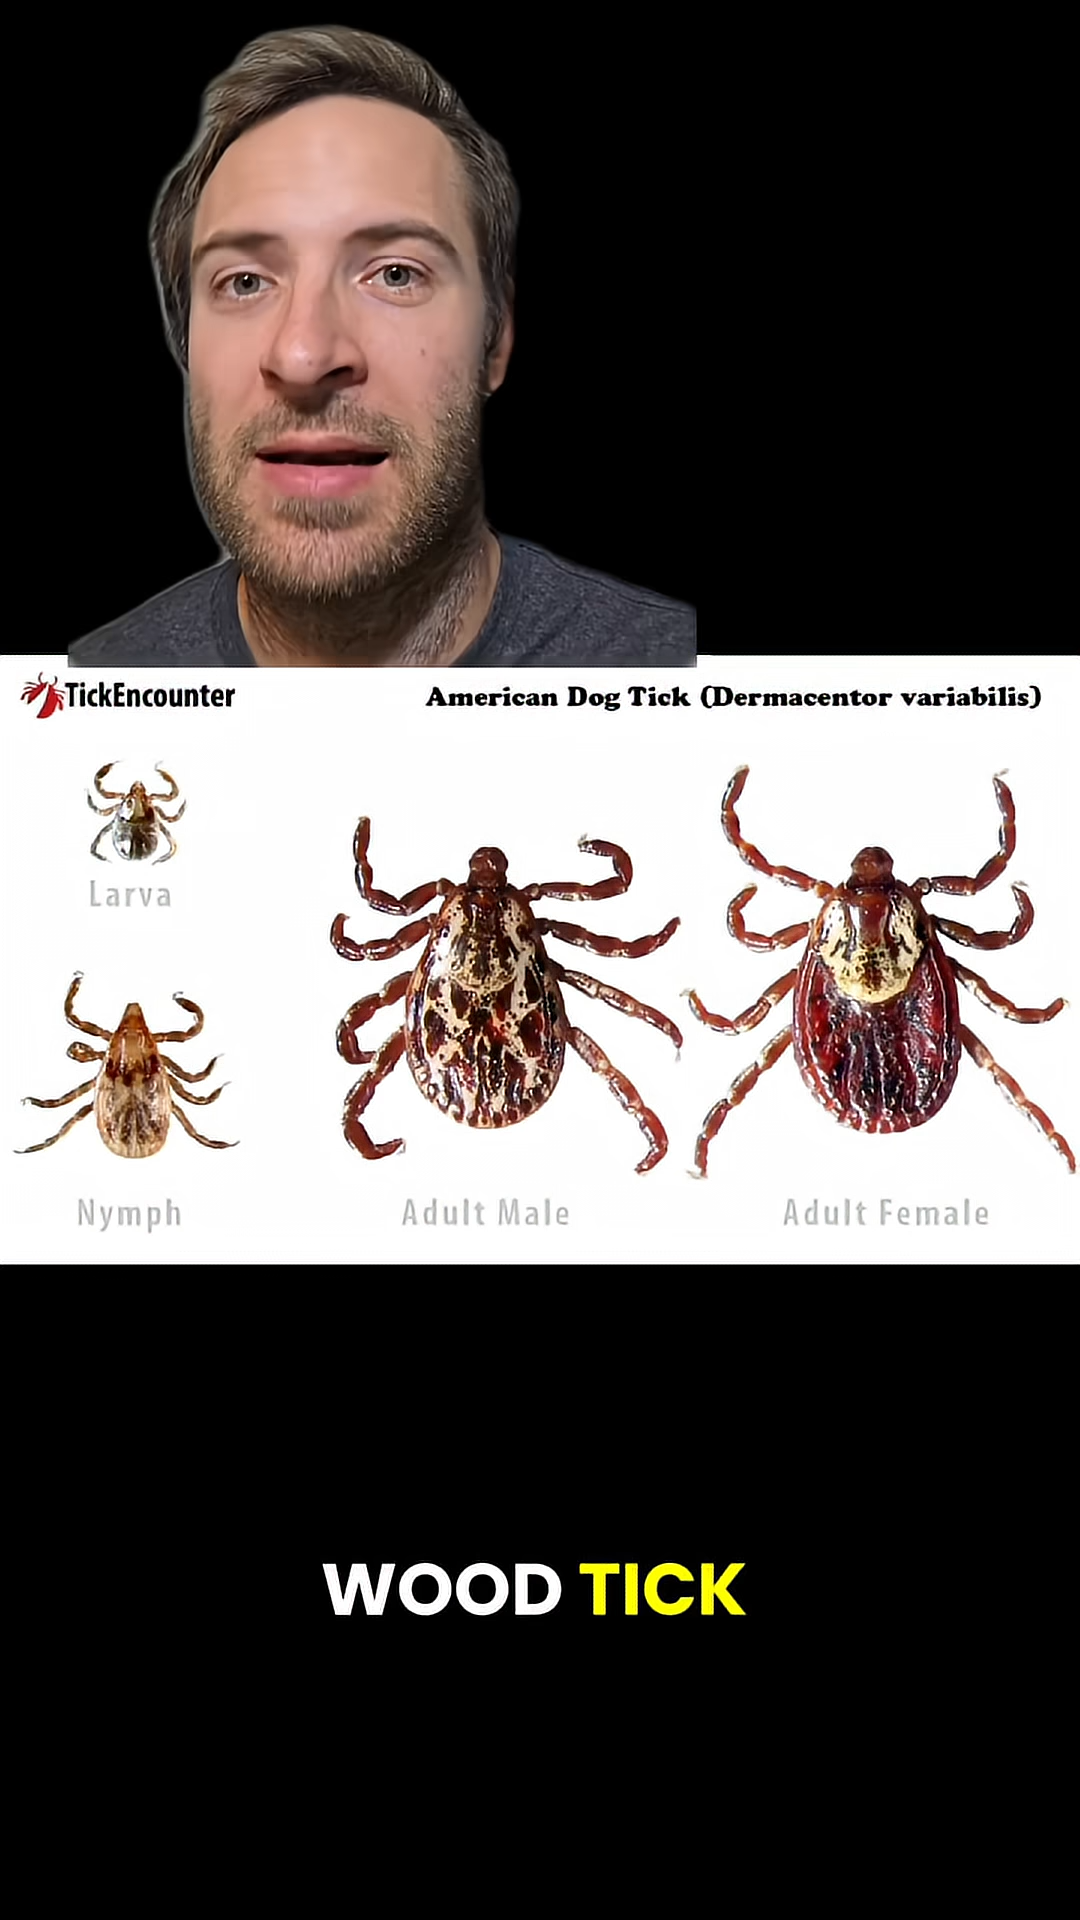 TickEncounter
American Dog Tick (Dermacentor variabilis)
Larva
Nymph
Adult Male
Adult Female
WOOD TICK